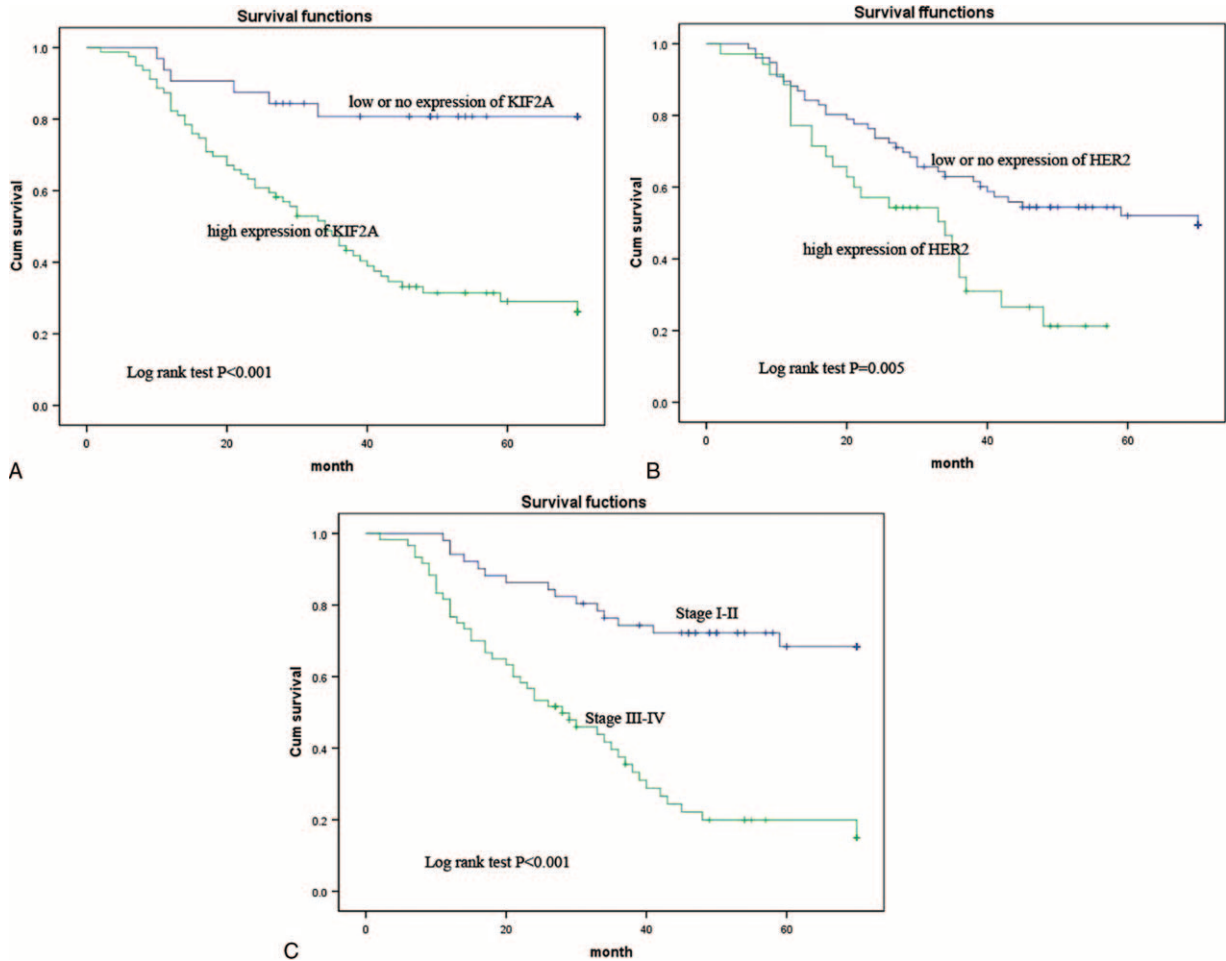 Survival functions
1.0
0.8
0.6
0.4
0.2
0.0
Cum survival
low or no expression of KIF2A
high expression of KIF2A
Log rank test P<0.001
0 20 40 60
month
A
Survival ffunctions
1.0
0.8
0.6
0.4
0.2
0.0
Cum survival
low or no expression of HER2
high expression of HER2
Log rank test P=0.005
0 20 40 60
month
B
Survival fuctions
1.0
0.8
0.6
0.4
0.2
0.0
Cum survival
Stage I-II
Stage III-IV
Log rank test P<0.001
0 20 40 60
month
C